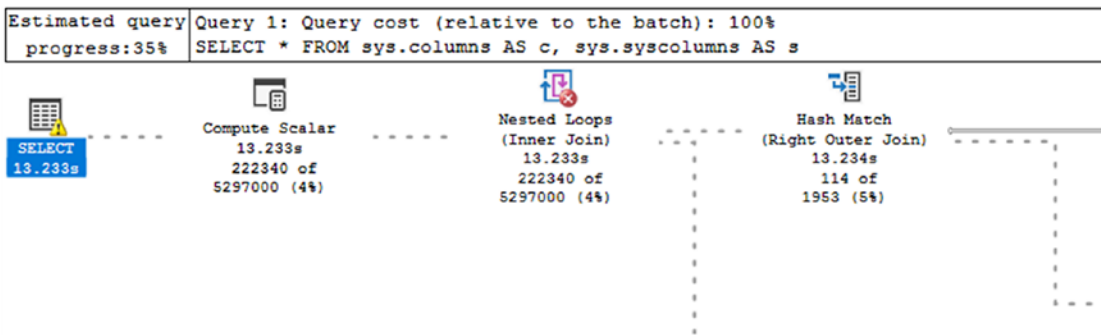 Estimated query progress:35%
Query 1: Query cost (relative to the batch): 100%
SELECT * FROM sys.columns AS c, sys.syscolumns AS s
SELECT
13.233s
Compute Scalar
13.233s
222340 of
5297000 (4%)
Nested Loops
(Inner Join)
13.233s
222340 of
5297000 (4%)
Hash Match
(Right Outer Join)
13.234s
114 of
1953 (5%)